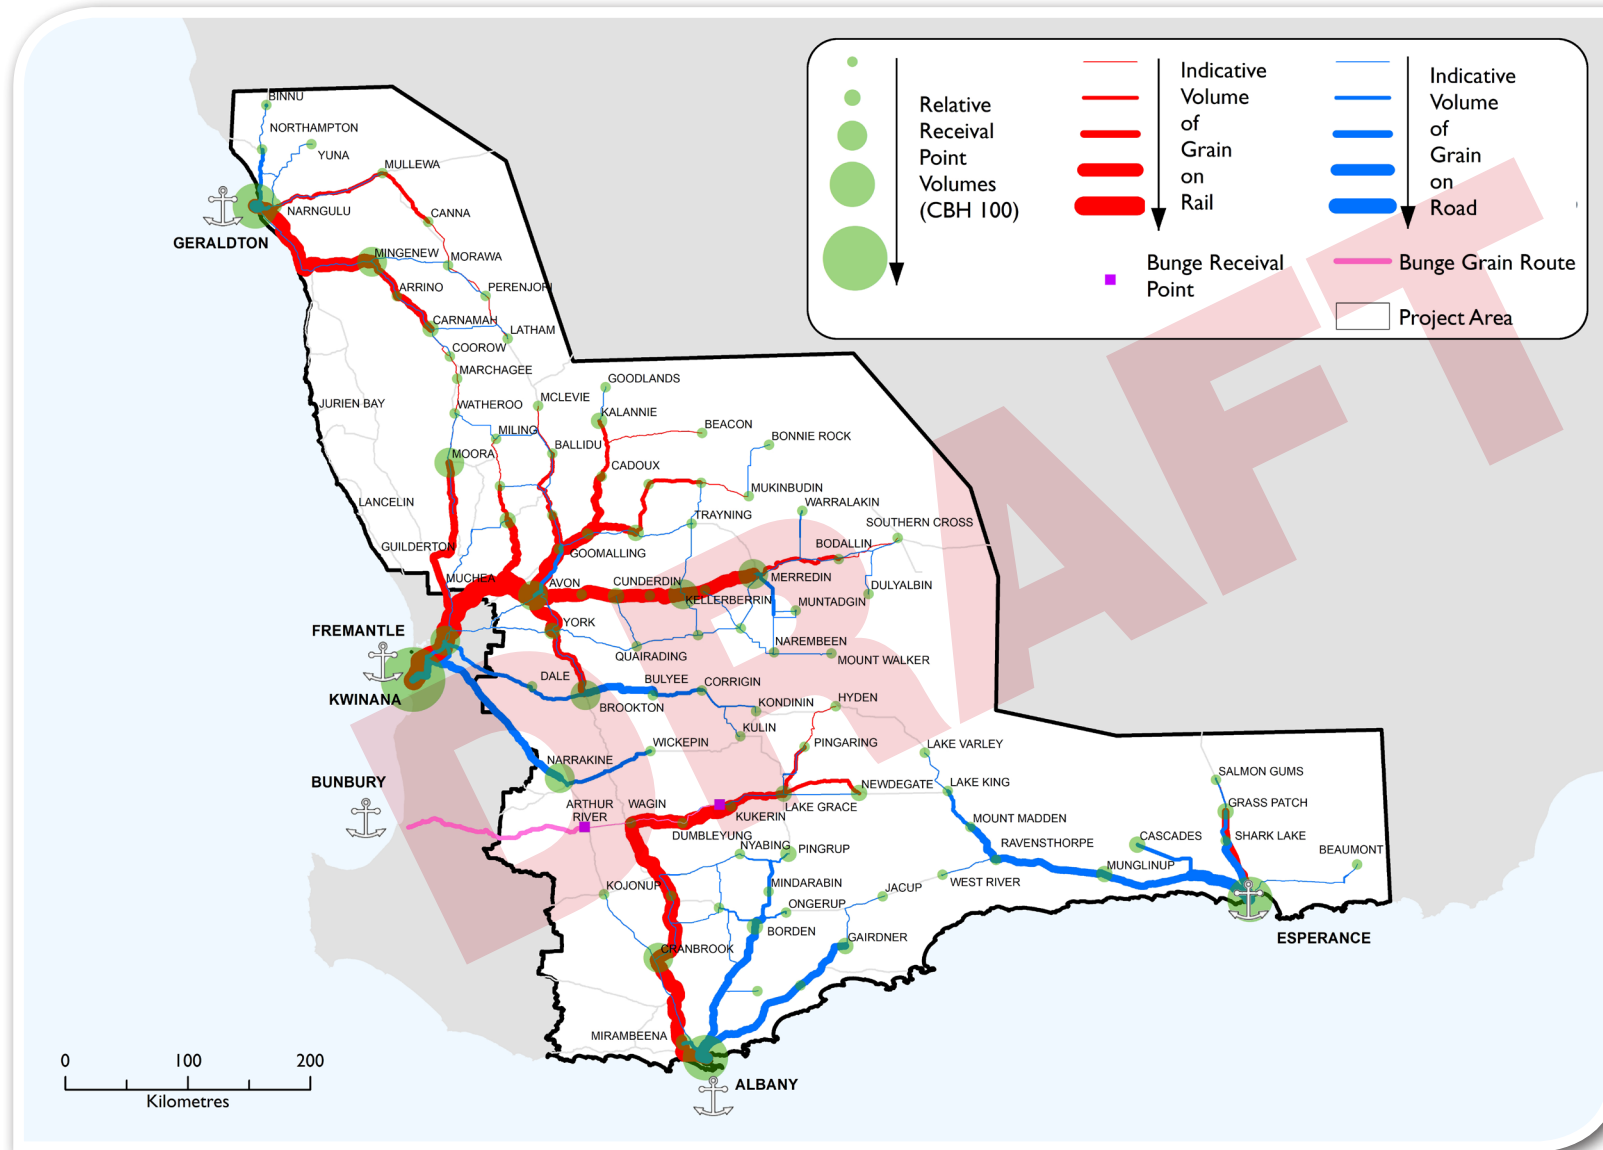 Relative
Receival
Point
Volumes
(CBH 100)
Indicative
Volume
of
Grain
on
Rail
Indicative
Volume
of
Grain
on
Road
Bunge Receival
Point
Bunge Grain Route
Project Area
DRAFT
BINNU
NORTHAMPTON
YUNA
MULLEWA
NARNGULU
CANNA
GERALDTON
MINGENEW
MORAWA
ARRINO
PERENJORI
CARNAMAH
LATHAM
COOROW
MARCHAGEE
GOODLANDS
JURIEN BAY
WATHEROO
MCLEVIE
KALANNIE
BEACON
MILING
BALLIDU
BONNIE ROCK
MOORA
CADOUX
MUKINBUDIN
LANCELIN
WARRALAKIN
TRAYNING
SOUTHERN CROSS
GUILDERTON
GOOMALLING
BODALLIN
MUCHEA
AVON
CUNDERDIN
MERREDIN
DULYALBIN
KELLERBERRIN
MUNTADGIN
FREMANTLE
YORK
NAREMBEEN
QUAIRADING
MOUNT WALKER
DALE
BULYEE
CORRIGIN
KWINANA
BROOKTON
KONDININ
HYDEN
KULIN
WICKEPIN
PINGARING
LAKE VARLEY
NARRAKINE
SALMON GUMS
BUNBURY
NEWDEGATE
LAKE KING
ARTHUR
RIVER
WAGIN
LAKE GRACE
GRASS PATCH
KUKERIN
MOUNT MADDEN
DUMBLEYUNG
CASCADES
SHARK LAKE
NYABING
PINGRUP
RAVENSTHORPE
BEAUMONT
MUNGLINUP
KOJONUP
MINDARABIN
JACUP
WEST RIVER
ONGERUP
BORDEN
GAIRDNER
ESPERANCE
CRANBROOK
MIRAMBEENA
ALBANY
0 100 200
Kilometres